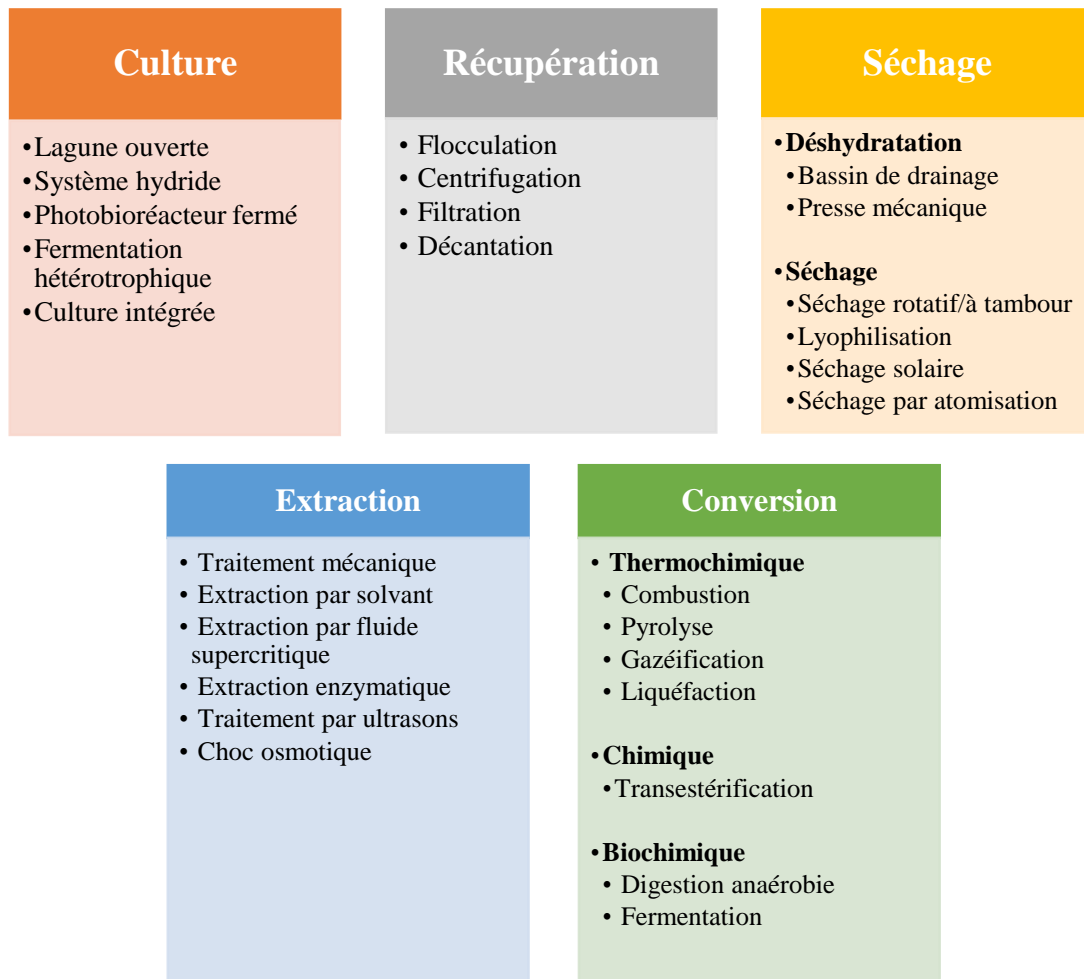 Culture
•Lagune ouverte
•Système hydride
•Photobioréacteur fermé
•Fermentation
hétérotrophique
•Culture intégrée
Récupération
• Flocculation
• Centrifugation
• Filtration
• Décantation
Séchage
•Déshydratation
•Bassin de drainage
•Presse mécanique
•Séchage
•Séchage rotatif/à tambour
•Lyophilisation
•Séchage solaire
•Séchage par atomisation
Extraction
• Traitement mécanique
• Extraction par solvant
• Extraction par fluide
supercritique
• Extraction enzymatique
• Traitement par ultrasons
• Choc osmotique
Conversion
• Thermochimique
• Combustion
• Pyrolyse
• Gazéification
• Liquéfaction
•Chimique
•Transestérification
•Biochimique
• Digestion anaérobie
• Fermentation